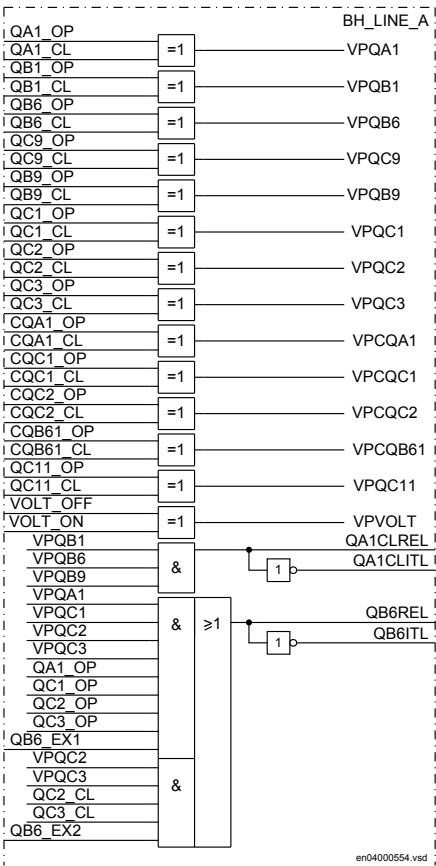 BH_LINE_A
QA1_OP
QA1_CL
=1
VPQA1
QB1_OP
QB1_CL
=1
VPQB1
QB6_OP
QB6_CL
=1
VPQB6
QC9_OP
QC9_CL
=1
VPQC9
QB9_OP
QB9_CL
=1
VPQB9
QC1_OP
QC1_CL
=1
VPQC1
QC2_OP
QC2_CL
=1
VPQC2
QC3_OP
QC3_CL
=1
VPQC3
CQA1_OP
CQA1_CL
=1
VPCQA1
CQC1_OP
CQC1_CL
=1
VPCQC1
CQC2_OP
CQC2_CL
=1
VPCQC2
CQB61_OP
CQB61_CL
=1
VPCQB61
QC11_OP
QC11_CL
=1
VPQC11
VOLT_OFF
VOLT_ON
=1
VPVOLT
VPQB1
VPQB6
VPQB9
&
QA1CLREL
1
QA1CLITL
VPQA1
VPQC1
VPQC2
VPQC3
QA1_OP
QC1_OP
QC2_OP
QC3_OP
QB6_EX1
&
≥1
QB6REL
1
QB6ITL
VPQC2
VPQC3
QC2_CL
QC3_CL
QB6_EX2
&
en04000554.vsd